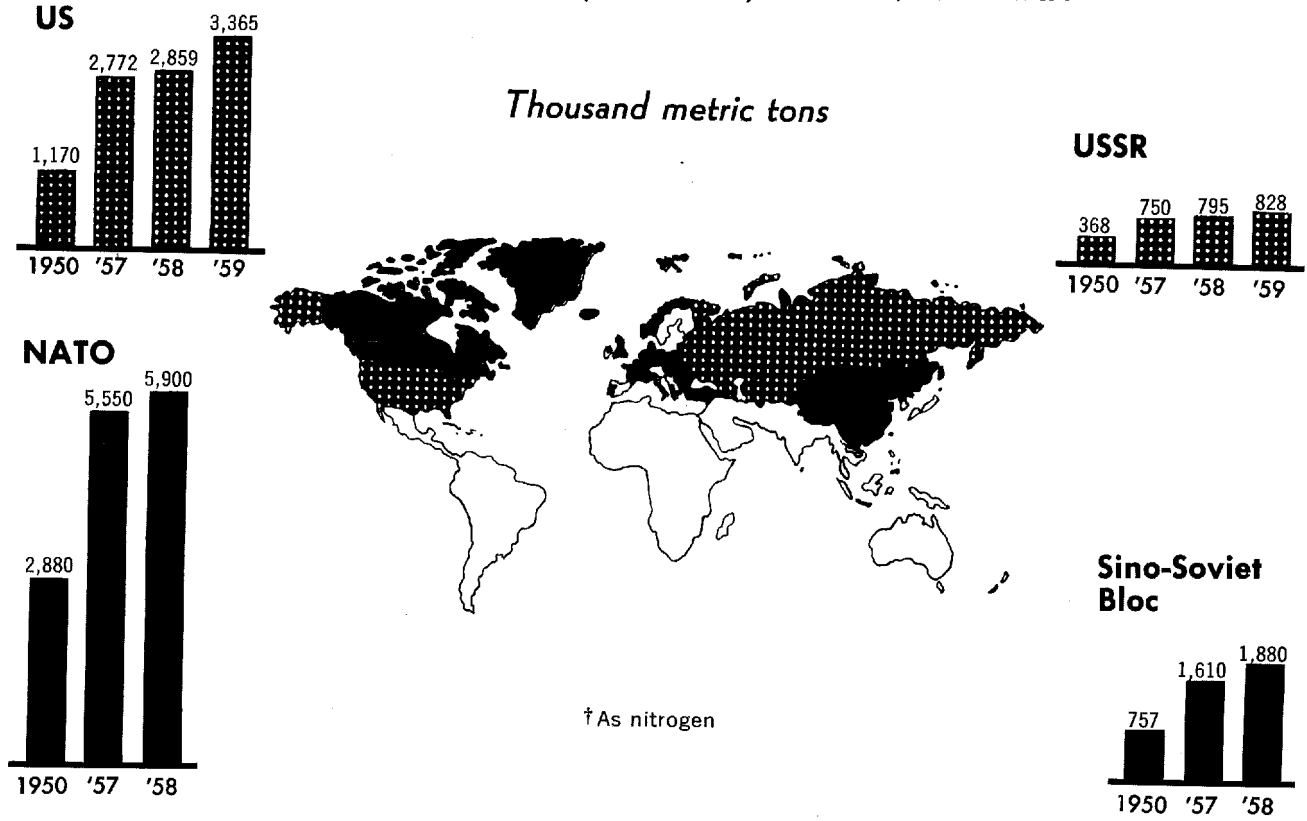 US
3,365
2,772
2,859
1,170
1950 '57 '58 '59
Thousand metric tons
USSR
368
750
795
828
1950 '57 '58 '59
NATO
5,900
5,550
2,880
1950 '57 '58
Sino-Soviet
Bloc
1,880
1,610
757
1950 '57 '58
†As nitrogen